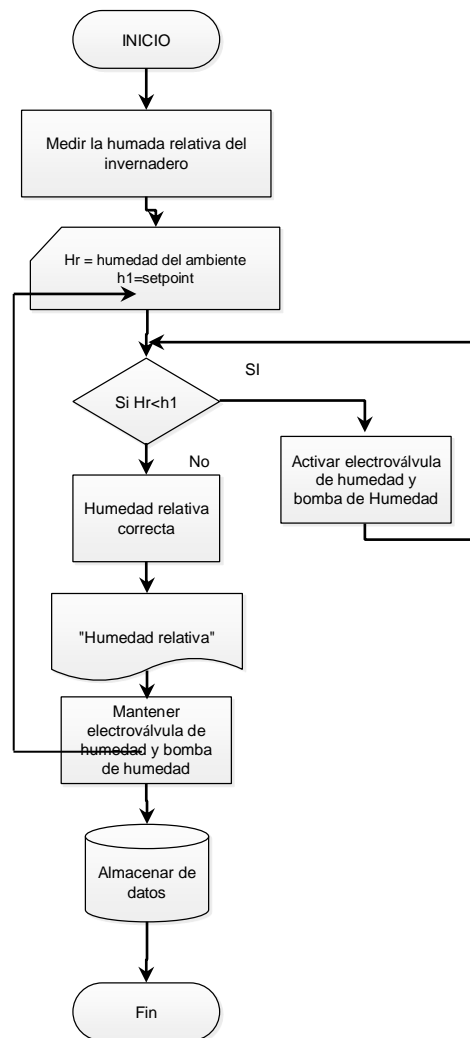 INICIO
Medir la humada relativa del
invernadero
Hr = humedad del ambiente
h1=setpoint
SI
Si Hr<h1
No
Activar electroválvula
de humedad y
bomba de Humedad
Humedad relativa
correcta
"Humedad relativa"
Mantener
electroválvula de
humedad y bomba
de humedad
Almacenar de
datos
Fin